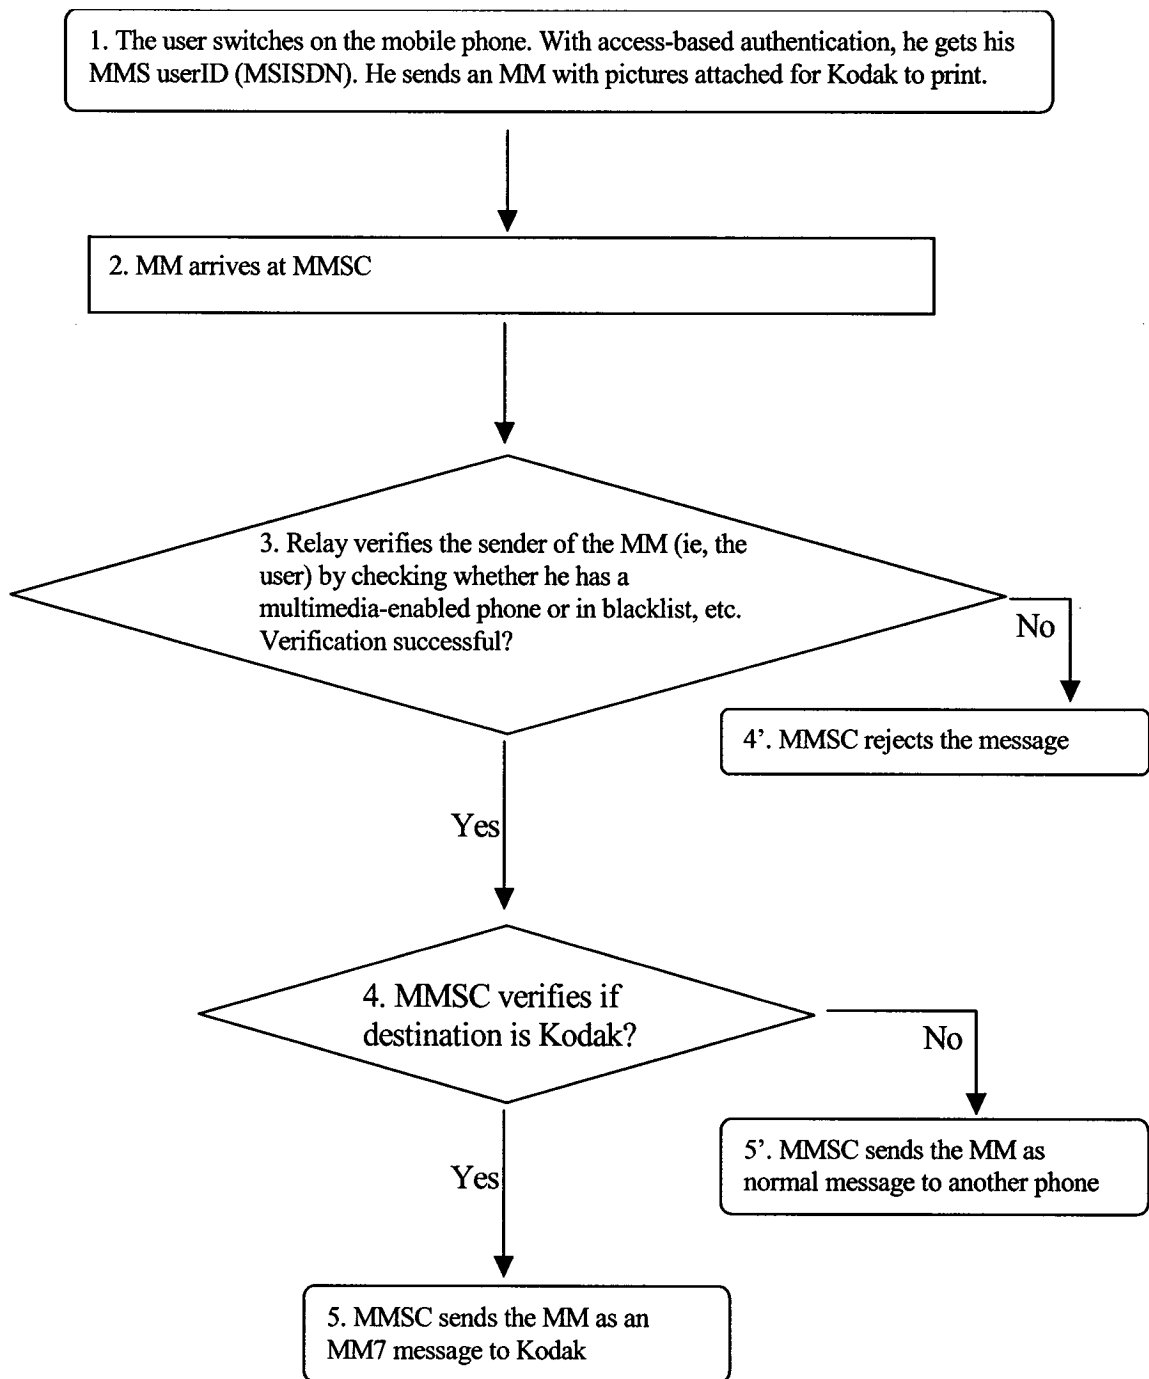 1. The user switches on the mobile phone. With access-based authentication, he gets his
MMS userID (MSISDN). He sends an MM with pictures attached for Kodak to print.
2. MM arrives at MMSC
3. Relay verifies the sender of the MM (ie, the
user) by checking whether he has a
multimedia-enabled phone or in blacklist, etc.
Verification successful?
No
4’. MMSC rejects the message
Yes
4. MMSC verifies if
destination is Kodak?
No
5’. MMSC sends the MM as
normal message to another phone
Yes
5. MMSC sends the MM as an
MM7 message to Kodak